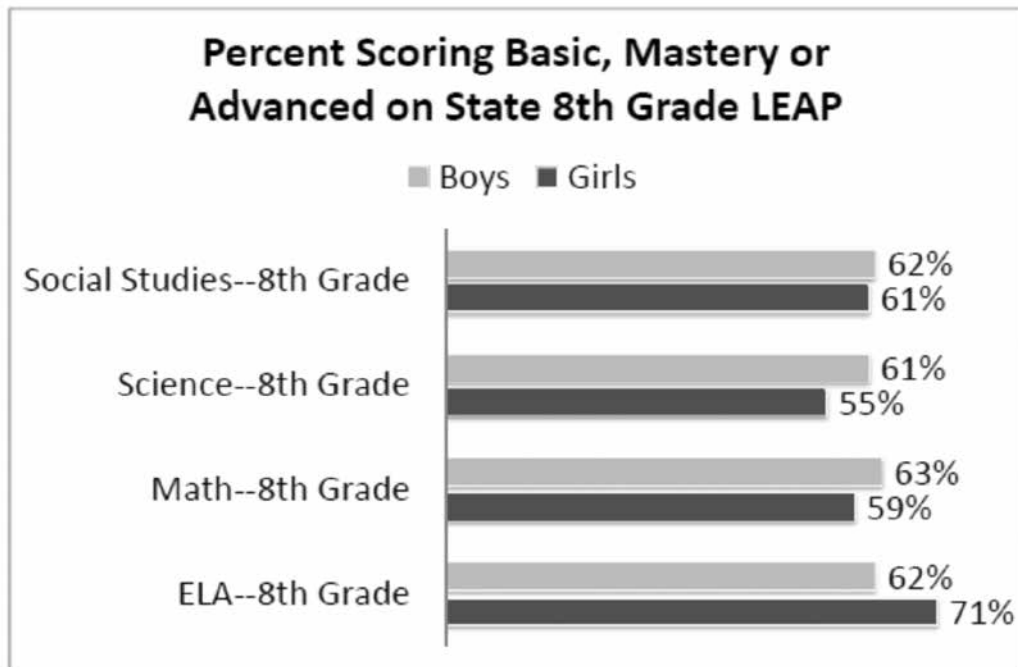 Percent Scoring Basic, Mastery or
Advanced on State 8th Grade LEAP
Boys Girls
Social Studies--8th Grade
62%
61%
Science--8th Grade
61%
55%
Math--8th Grade
63%
59%
ELA--8th Grade
62%
71%